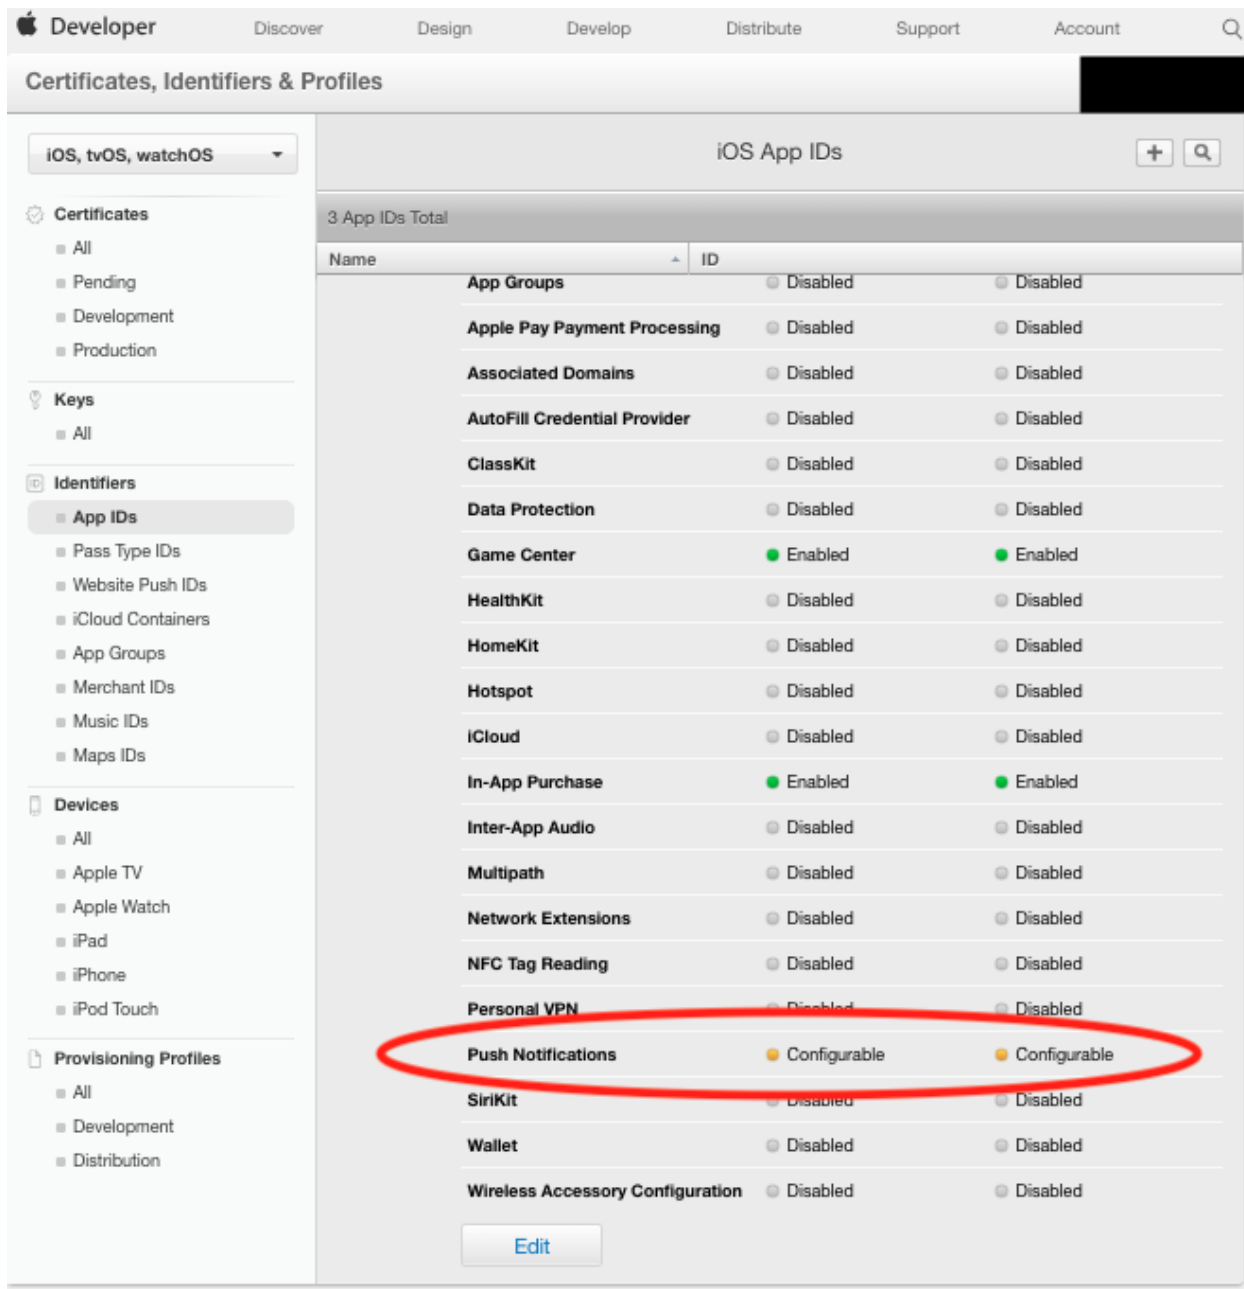 Developer Discover Design Develop Distribute Support Account
Certificates, Identifiers & Profiles
iOS, tvOS, watchOS
Certificates
All
Pending
Development
Production
Keys
All
Identifiers
App IDs
Pass Type IDs
Website Push IDs
iCloud Containers
App Groups
Merchant IDs
Music IDs
Maps IDs
Devices
All
Apple TV
Apple Watch
iPad
iPhone
iPod Touch
Provisioning Profiles
All
Development
Distribution
iOS App IDs
3 App IDs Total
Name ID
App Groups Disabled Disabled
Apple Pay Payment Processing Disabled Disabled
Associated Domains Disabled Disabled
AutoFill Credential Provider Disabled Disabled
ClassKit Disabled Disabled
Data Protection Disabled Disabled
Game Center Enabled Enabled
HealthKit Disabled Disabled
HomeKit Disabled Disabled
Hotspot Disabled Disabled
iCloud Disabled Disabled
In-App Purchase Enabled Enabled
Inter-App Audio Disabled Disabled
Multipath Disabled Disabled
Network Extensions Disabled Disabled
NFC Tag Reading Disabled Disabled
Personal VPN Disabled Disabled
Push Notifications Configurable Configurable
SiriKit Disabled Disabled
Wallet Disabled Disabled
Wireless Accessory Configuration Disabled Disabled
Edit